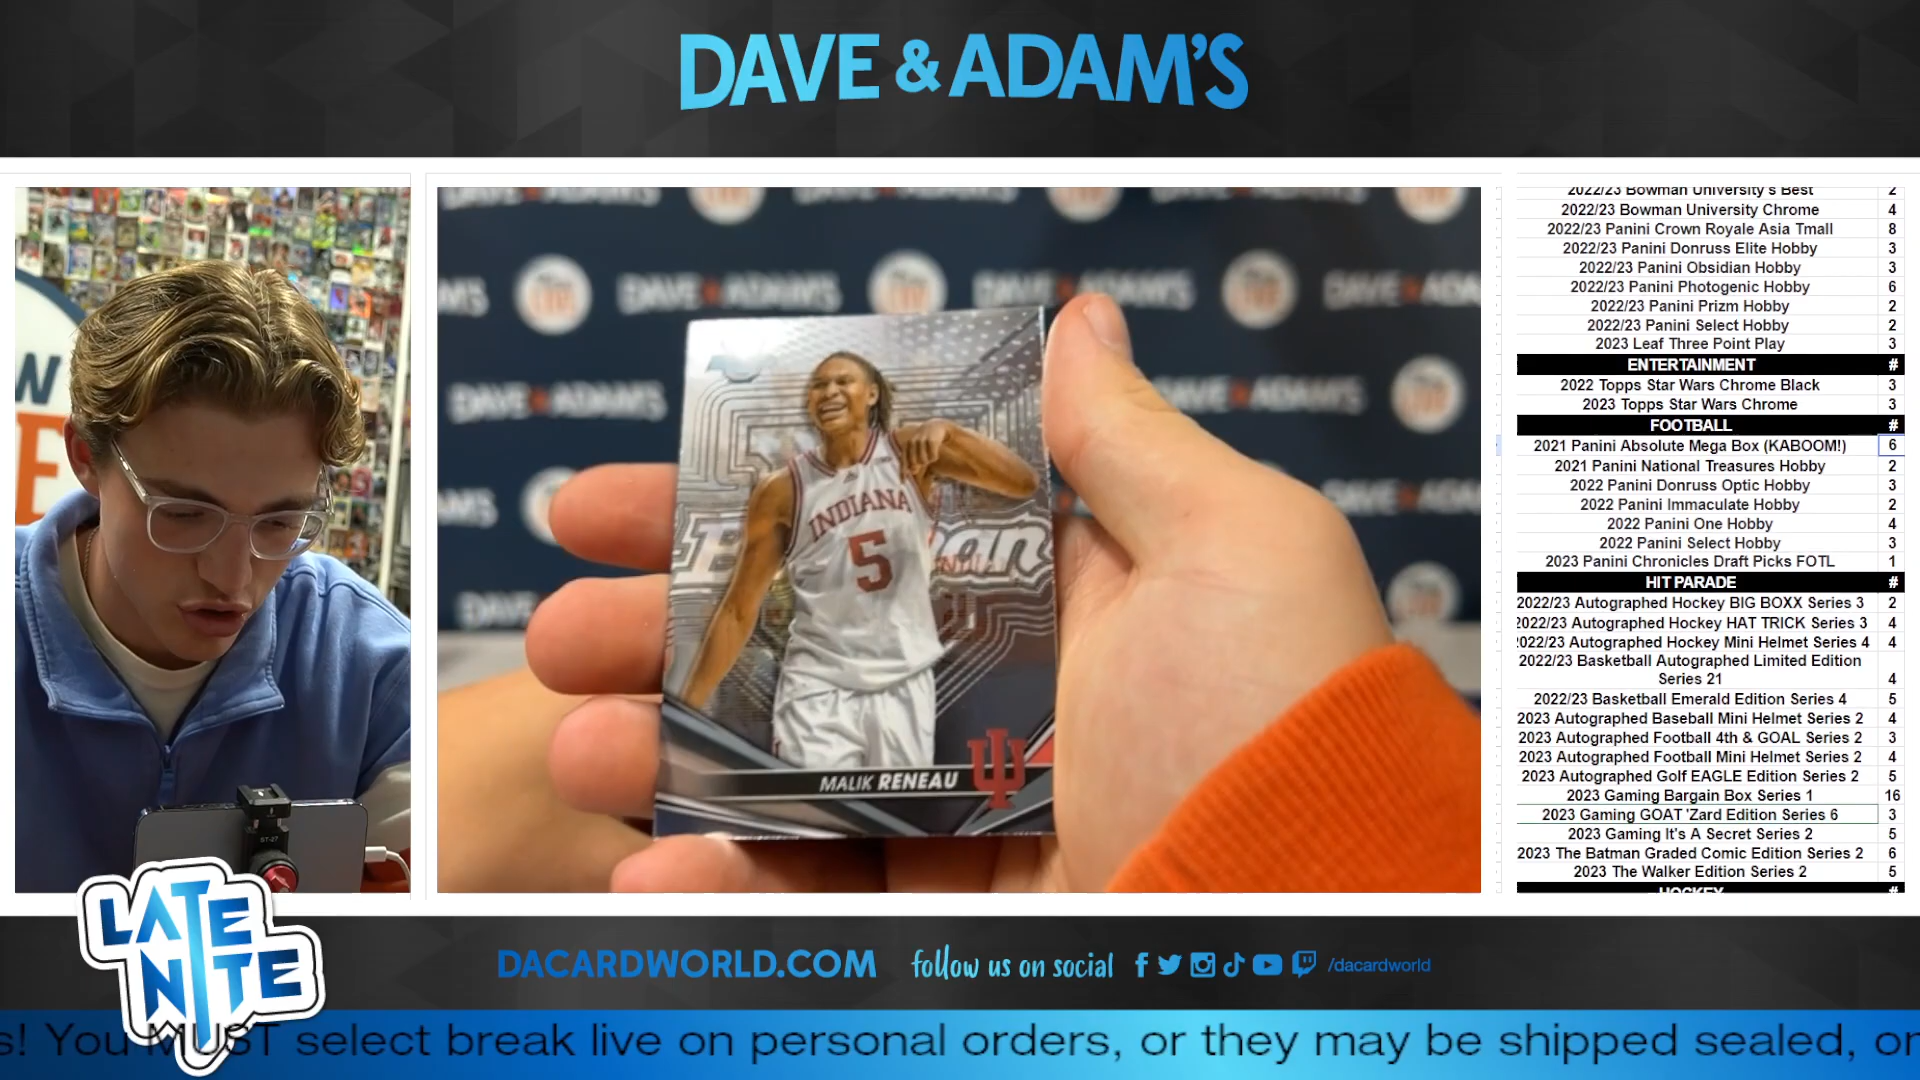 DAVE & ADAM'S
2022/23 Bowman University's Best 2
2022/23 Bowman University Chrome 4
2022/23 Panini Crown Royale Asia Tmall 8
2022/23 Panini Donruss Elite Hobby 3
2022/23 Panini Obsidian Hobby 3
2022/23 Panini Photogenic Hobby 6
2022/23 Panini Prizm Hobby 2
2022/23 Panini Select Hobby 2
2023 Leaf Three Point Play 3
ENTERTAINMENT #
2022 Topps Star Wars Chrome Black 3
2023 Topps Star Wars Chrome 3
FOOTBALL #
2021 Panini Absolute Mega Box (KABOOM!) 6
2021 Panini National Treasures Hobby 2
2022 Panini Donruss Optic Hobby 3
2022 Panini Immaculate Hobby 2
2022 Panini One Hobby 4
2022 Panini Select Hobby 3
2023 Panini Chronicles Draft Picks FOTL 1
HIT PARADE #
2022/23 Autographed Hockey BIG BOXX Series 3 2
2022/23 Autographed Hockey HAT TRICK Series 3 4
2022/23 Autographed Hockey Mini Helmet Series 4 4
2022/23 Basketball Autographed Limited Edition
Series 21 4
2022/23 Basketball Emerald Edition Series 4 5
2023 Autographed Baseball Mini Helmet Series 2 4
2023 Autographed Football 4th & GOAL Series 2 3
2023 Autographed Football Mini Helmet Series 2 4
2023 Autographed Golf EAGLE Edition Series 2 5
2023 Gaming Bargain Box Series 1 16
2023 Gaming GOAT 'Zard Edition Series 6 3
2023 Gaming It's A Secret Series 2 5
2023 The Batman Graded Comic Edition Series 2 6
2023 The Walker Edition Series 2 5
HOCKEY #
DAVE ADAMS
DAVE ADAMS
DAVE ADAMS
INDIANA
5
MALIK RENEAU
LATE
NITE
DACARDWORLD.COM
follow us on social
/dacardworld
s! You MUST select break live on personal orders, or they may be shipped sealed, or